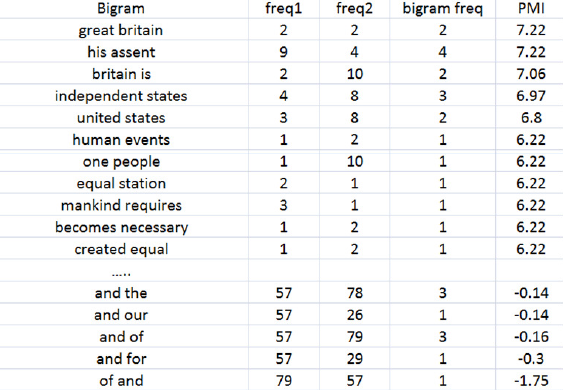 Bigram freq1 freq2 bigram freq PMI
great britain 2 2 2 7.22
his assent 9 4 4 7.22
britain is 2 10 2 7.06
independent states 4 8 3 6.97
united states 3 8 2 6.8
human events 1 2 1 6.22
one people 1 10 1 6.22
equal station 2 1 1 6.22
mankind requires 3 1 1 6.22
becomes necessary 1 2 1 6.22
created equal 1 2 1 6.22
.....
and the 57 78 3 -0.14
and our 57 26 1 -0.14
and of 57 79 3 -0.16
and for 57 29 1 -0.3
of and 79 57 1 -1.75